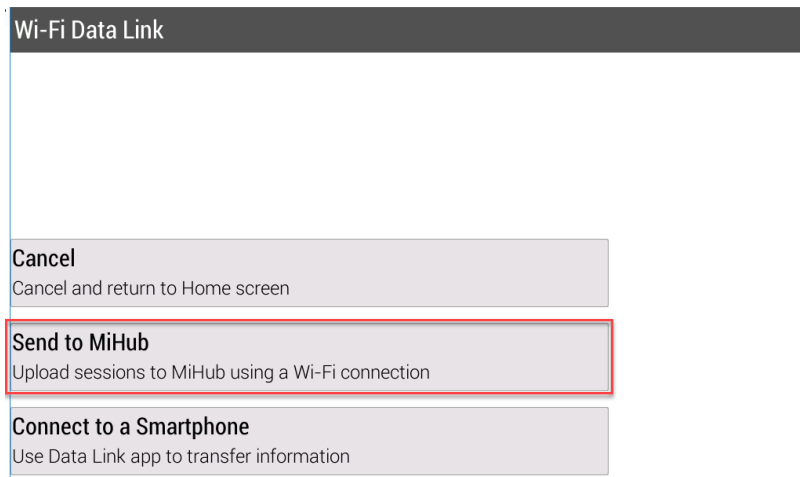 Wi-Fi Data Link
Cancel
Cancel and return to Home screen
Send to MiHub
Upload sessions to MiHub using a Wi-Fi connection
Connect to a Smartphone
Use Data Link app to transfer information